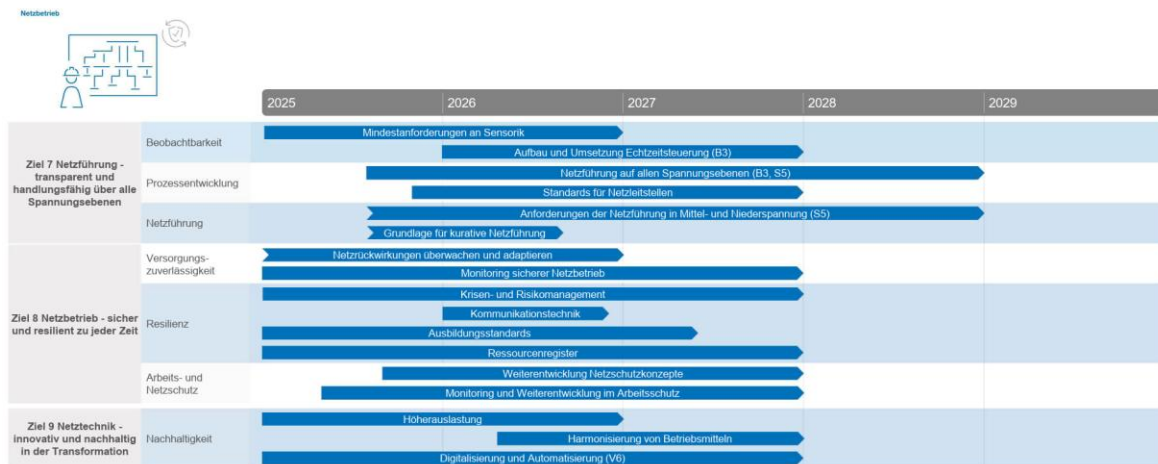 Netzbetrieb
2025 2026 2027 2028 2029
Ziel 7 Netzführung -
transparent und
handlungsfähig über alle
Spannungsebenen
Beobachtbarkeit
Mindestanforderungen an Sensorik
Aufbau und Umsetzung Echtzeitsteuerung (B3)
Prozessentwicklung
Netzführung auf allen Spannungsebenen (B3, S5)
Standards für Netzleitstellen
Netzführung
Anforderungen der Netzführung in Mittel- und Niederspannung (S5)
Grundlage für kurative Netzführung
Ziel 8 Netzbetrieb - sicher
und resilient zu jeder Zeit
Versorgungs-
zuverlässigkeit
Netzrückwirkungen überwachen und adaptieren
Monitoring sicherer Netzbetrieb
Resilienz
Krisen- und Risikomanagement
Kommunikationstechnik
Ausbildungsstandards
Ressourcenregister
Arbeits- und
Netzschutz
Weiterentwicklung Netzschutzkonzepte
Monitoring und Weiterentwicklung im Arbeitsschutz
Ziel 9 Netztechnik -
innovativ und nachhaltig
in der Transformation
Nachhaltigkeit
Höherauslastung
Harmonisierung von Betriebsmitteln
Digitalisierung und Automatisierung (V6)